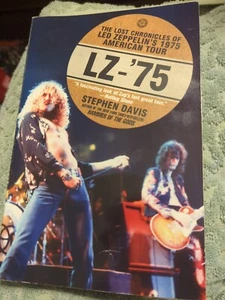 THE LOST CHRONICLES OF
LED ZEPPELIN'S 1975
AMERICAN TOUR
LZ-'75
STEPHEN DAVIS
HAMMER OF THE GODS